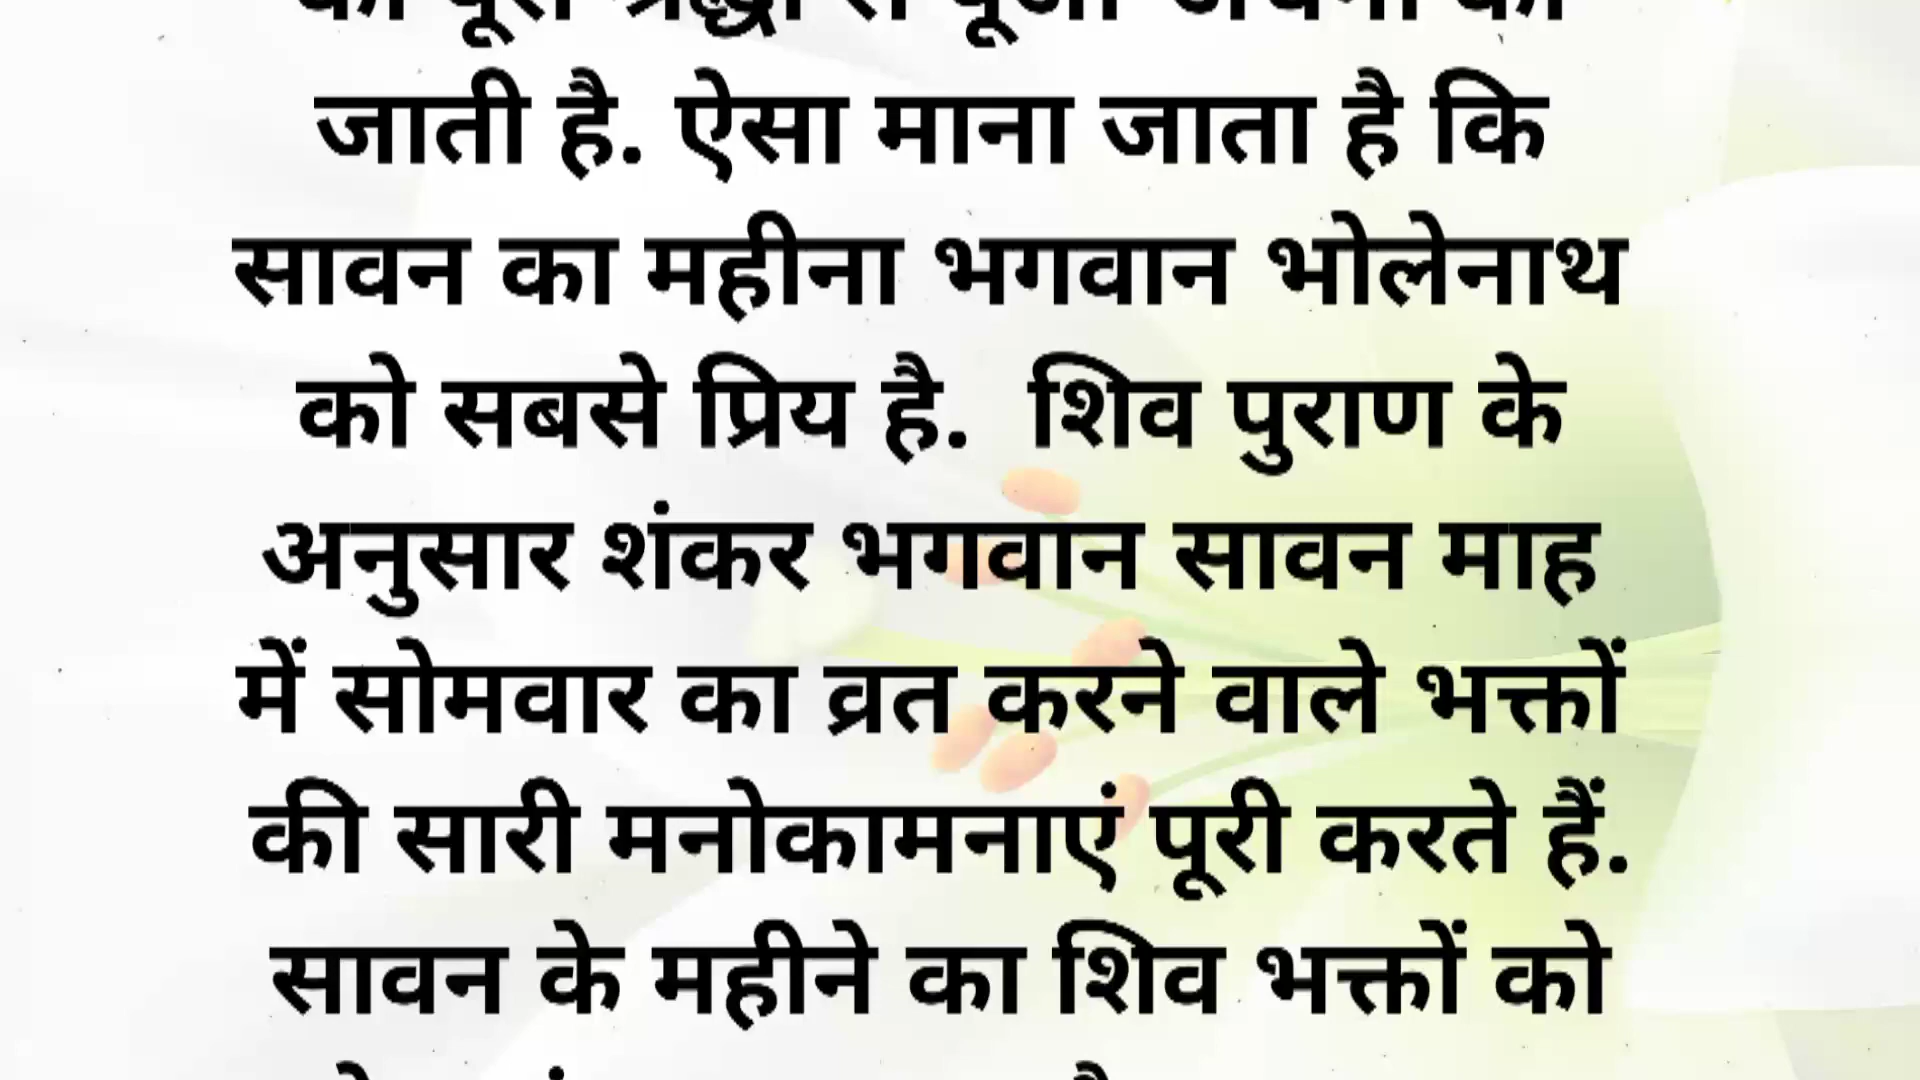 जाती है. ऐसा माना जाता है कि
सावन का महीना भगवान भोलेनाथ
को सबसे प्रिय है.  शिव पुराण के
अनुसार शंकर भगवान सावन माह
में सोमवार का व्रत करने वाले भक्तों
की सारी मनोकामनाएं पूरी करते हैं.
सावन के महीने का शिव भक्तों को